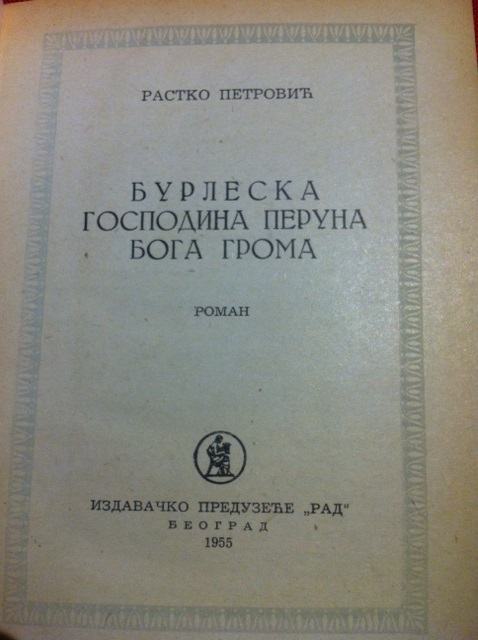 РАСТКО ПЕТРОВИЋ
БУРЛЕСКА
ГОСПОДИНА ПЕРУНА
БОГА ГРОМА
РОМАН
ИЗДАВАЧКО ПРЕДУЗЕЋЕ „РАД“
БЕОГРАД
1955